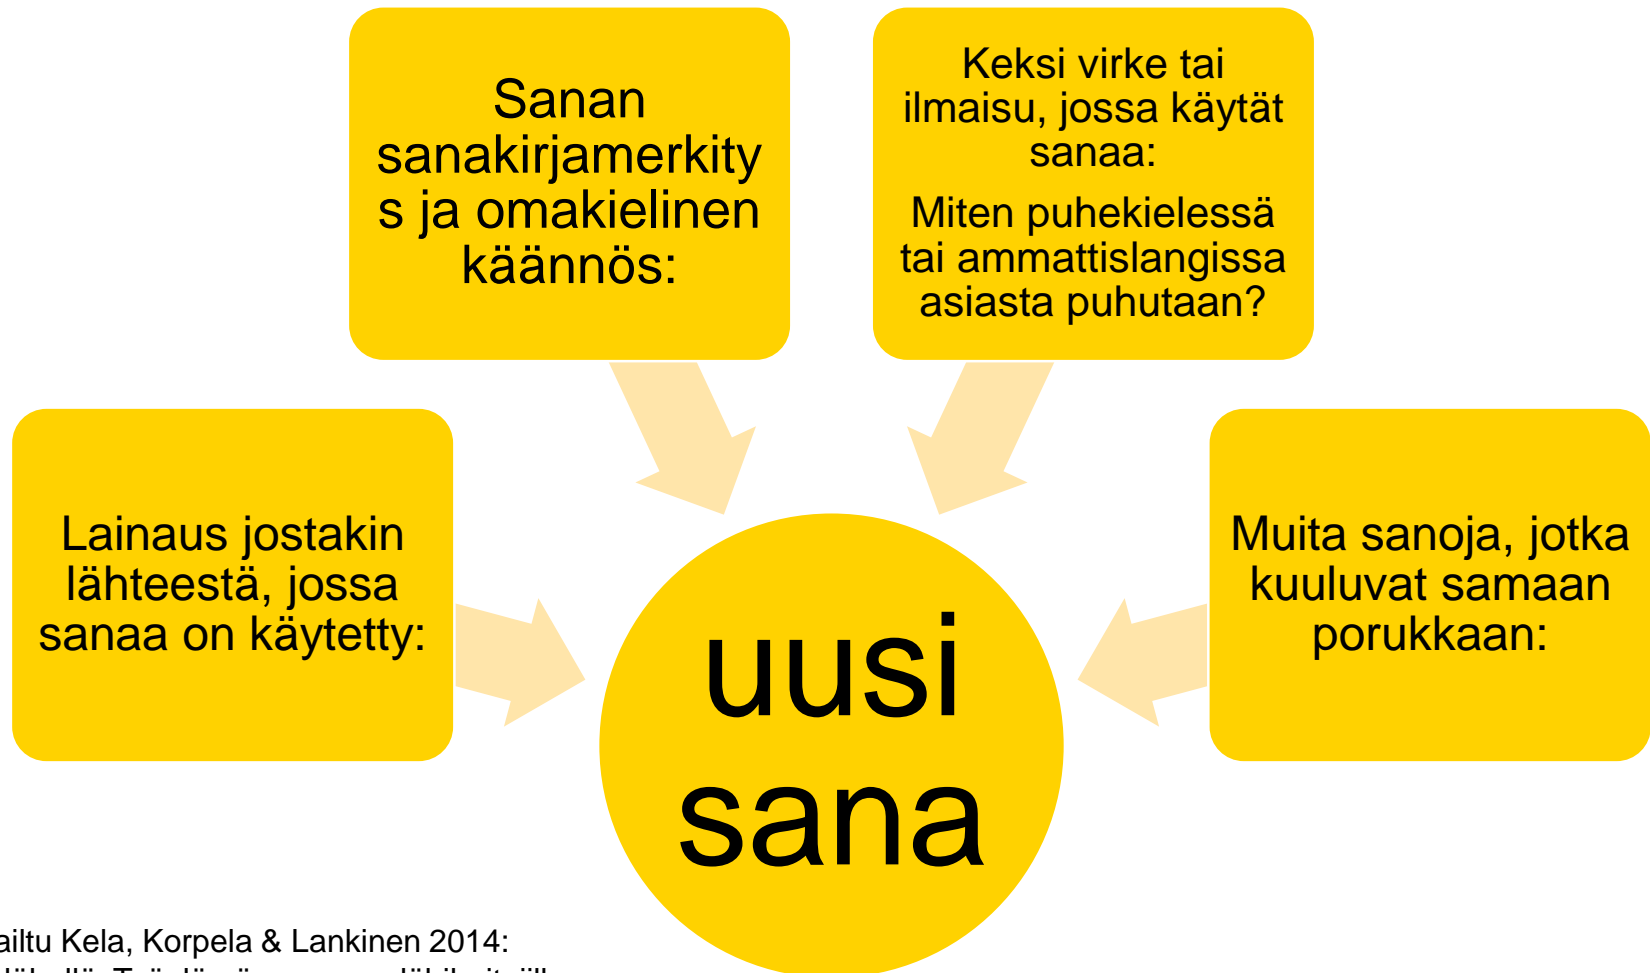 Sanan
sanakirjamerkity
s ja omakielinen
käännös:
Keksi virke tai
ilmaisu, jossa käytät
sanaa:
Miten puhekielessä
tai ammattislangissa
asiasta puhutaan?
Lainaus jostakin
lähteestä, jossa
sanaa on käytetty:
Muita sanoja, jotka
kuuluvat samaan
porukkaan:
uusi
sana
Kela, Korpela & Lankinen 2014: